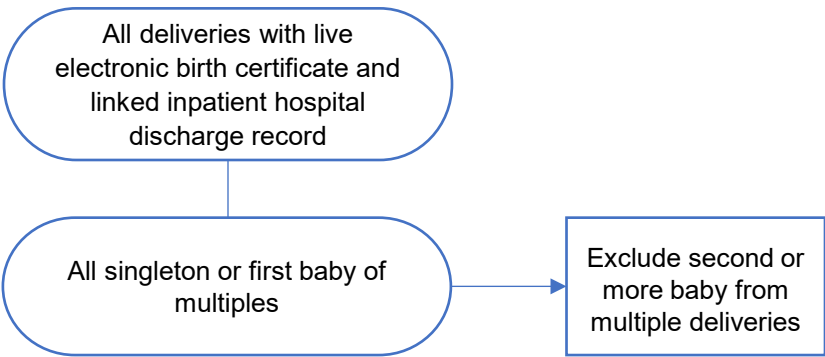 All deliveries with live
electronic birth certificate and
linked inpatient hospital
discharge record
All singleton or first baby of
multiples
Exclude second or
more baby from
multiple deliveries